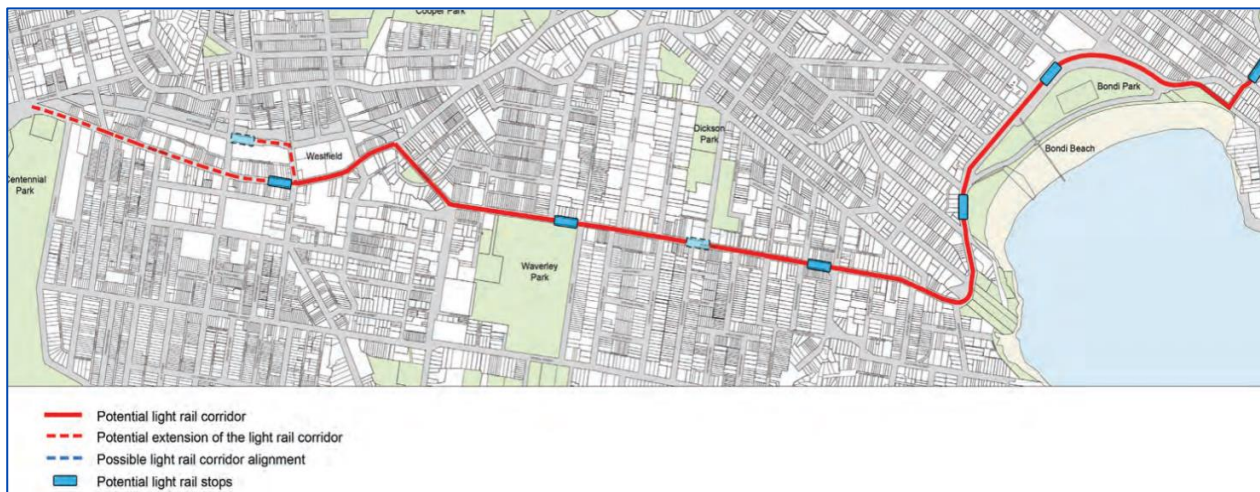 Cooper Park
Bondi Park
Dickson
Park
Westfield
Bondi Beach
Centennial
Park
Waverley
Park
Potential light rail corridor
Potential extension of the light rail corridor
Possible light rail corridor alignment
Potential light rail stops